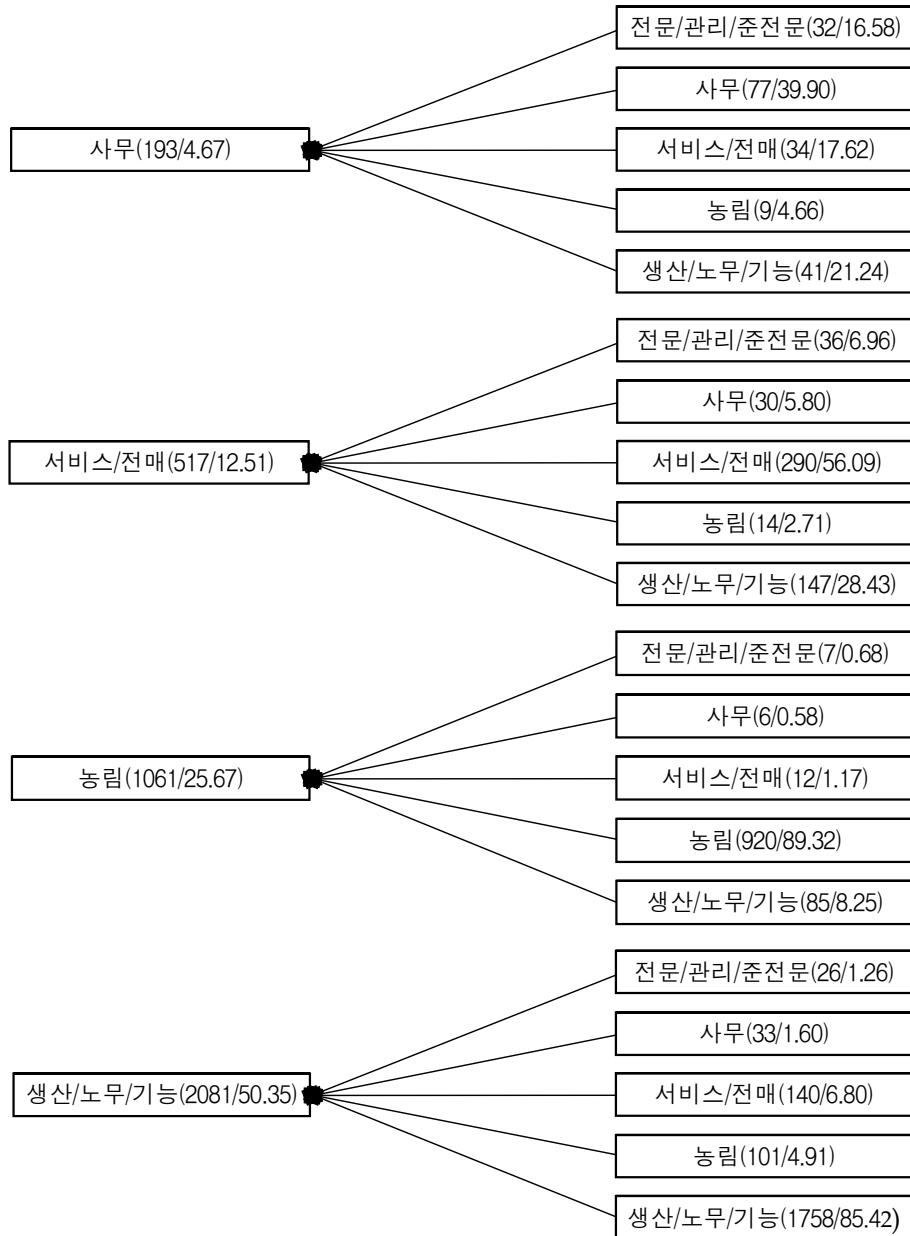 전문/관리/준전문(32/16.58)
사무(77/39.90)
사무(193/4.67)
서비스/전매(34/17.62)
농림(9/4.66)
생산/노무/기능(41/21.24)
전문/관리/준전문(36/6.96)
사무(30/5.80)
서비스/전매(517/12.51)
서비스/전매(290/56.09)
농림(14/2.71)
생산/노무/기능(147/28.43)
전문/관리/준전문(7/0.68)
사무(6/0.58)
농림(1061/25.67)
서비스/전매(12/1.17)
농림(920/89.32)
생산/노무/기능(85/8.25)
전문/관리/준전문(26/1.26)
사무(33/1.60)
생산/노무/기능(2081/50.35)
서비스/전매(140/6.80)
농림(101/4.91)
생산/노무/기능(1758/85.42)